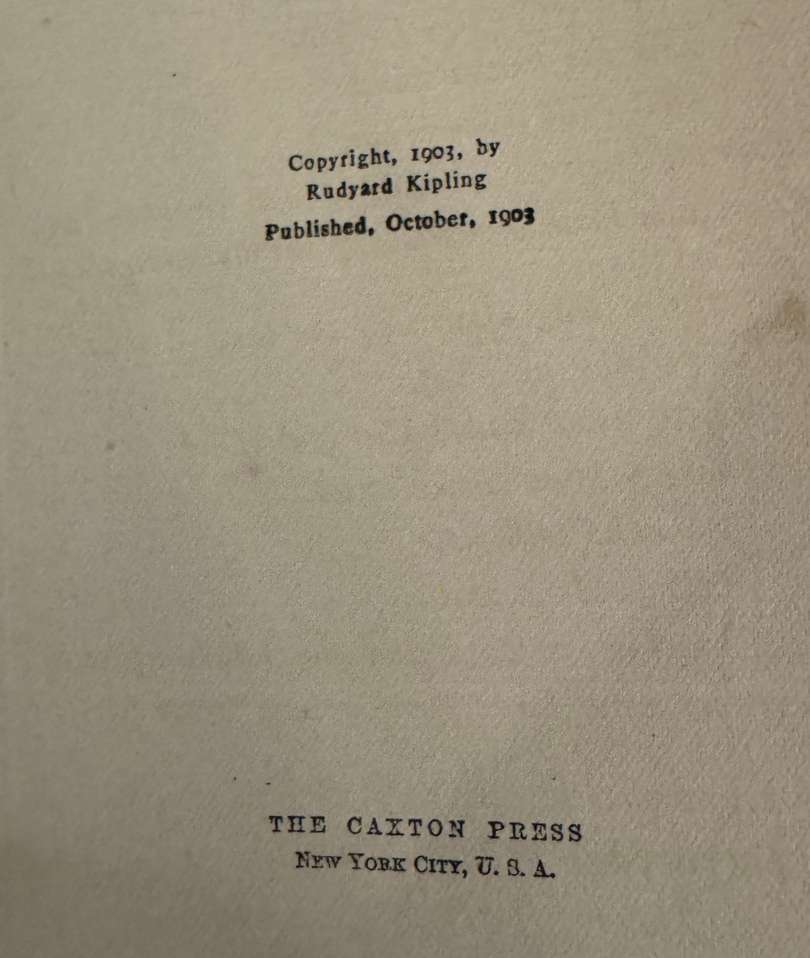 Copyright, 1903, by
Rudyard Kipling
Published, October, 1903
THE CAXTON PRESS
NEW YORK CITY, U. S. A.